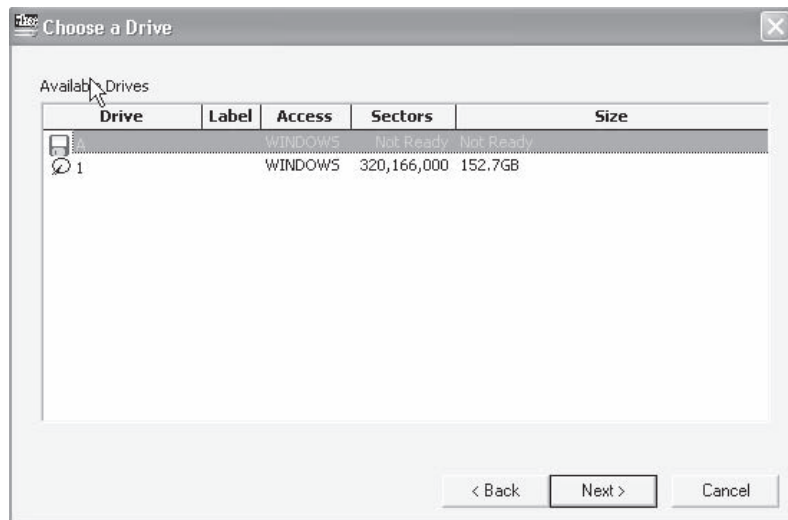 Choose a Drive
Available Drives
Drive Label Access Sectors Size
A WINDOWS Not Ready Not Ready
1 WINDOWS 320,166,000 152.7GB
< Back Next > Cancel